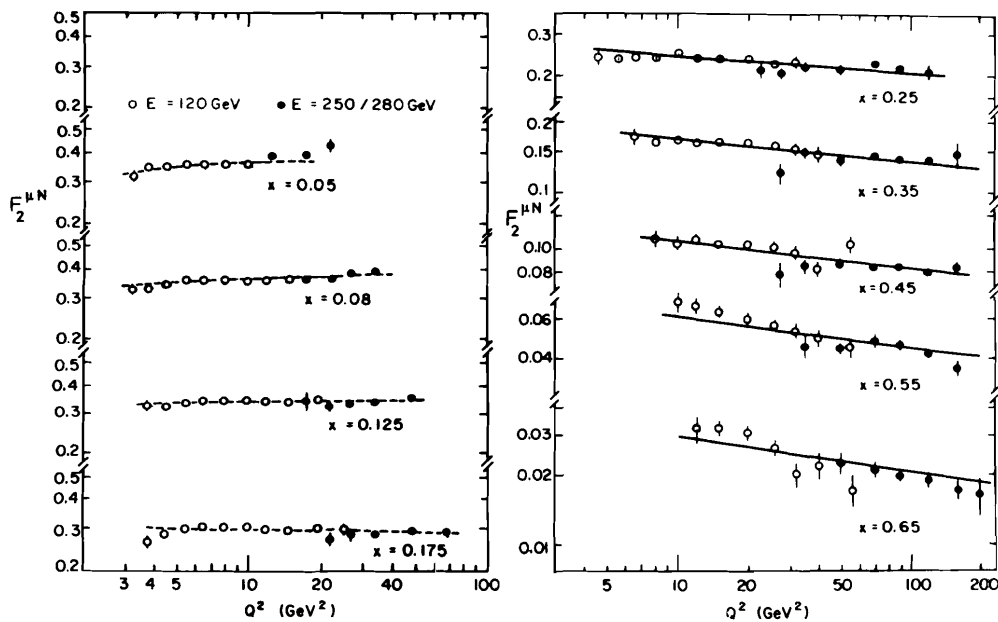 0.5
0.4
0.3
0.2
0.5
0.4
0.3
0.2
0.5
0.4
0.3
0.2
0.5
0.4
0.3
0.2
0.5
0.4
0.3
0.2
F₂^μN
○ E = 120 GeV ● E = 250 / 280 GeV
x = 0.05
x = 0.08
x = 0.125
x = 0.175
3 4 5 10 20 40 60 100
Q² (GeV²)
0.3
0.2
0.2
0.15
0.1
0.10
0.08
0.06
0.04
0.03
0.02
0.01
F₂^μN
x = 0.25
x = 0.35
x = 0.45
x = 0.55
x = 0.65
5 10 20 50 100 200
Q² (GeV²)